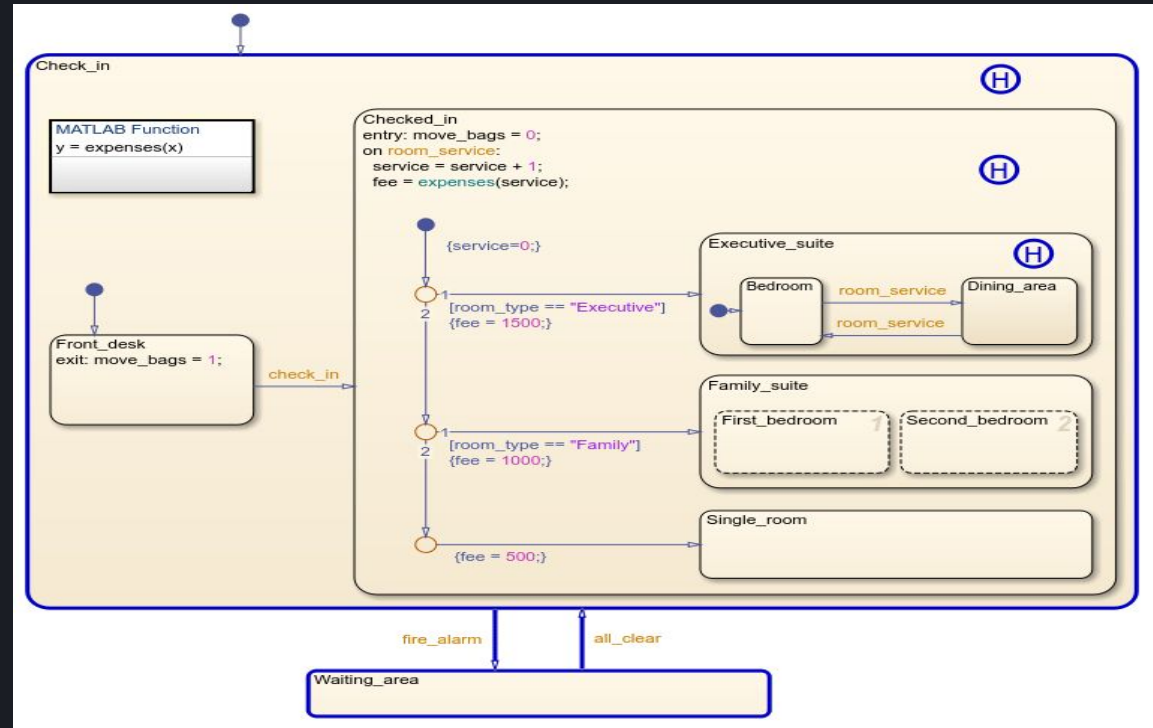 Check_in
H
MATLAB Function
y = expenses(x)
Checked_in
entry: move_bags = 0;
on room_service:
service = service + 1;
fee = expenses(service);
H
{service=0;}
Executive_suite
H
Bedroom
room_service
Dining_area
room_service
1
[room_type == "Executive"]
2
{fee = 1500;}
Front_desk
exit: move_bags = 1;
check_in
Family_suite
First_bedroom 1
Second_bedroom 2
1
[room_type == "Family"]
2
{fee = 1000;}
Single_room
{fee = 500;}
fire_alarm
all_clear
Waiting_area